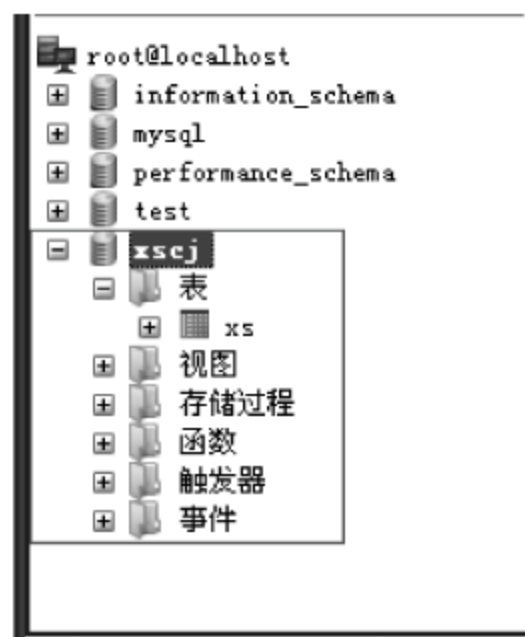 root@localhost
information_schema
mysql
performance_schema
test
xscj
表
xs
视图
存储过程
函数
触发器
事件